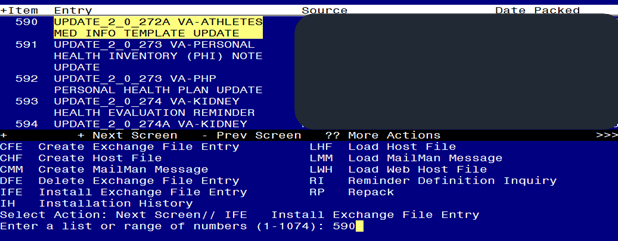 +Item  Entry  Source  Date Packed
590  UPDATE_2_0_272A VA-ATHLETES
MED INFO TEMPLATE UPDATE
591  UPDATE_2_0_273 VA-PERSONAL
HEALTH INVENTORY (PHI) NOTE
UPDATE
592  UPDATE_2_0_273 VA-PHP
PERSONAL HEALTH PLAN UPDATE
593  UPDATE_2_0_274 VA-KIDNEY
HEALTH EVALUATION REMINDER
594  UPDATE_2_0_274A VA-KIDNEY
+  + Next Screen  - Prev Screen  ?? More Actions  >>>
CFE  Create Exchange File Entry  LHF  Load Host File
CHF  Create Host File  LMM  Load MailMan Message
CMM  Create MailMan Message  LWH  Load Web Host File
DFE  Delete Exchange File Entry  RI  Reminder Definition Inquiry
IFE  Install Exchange File Entry  RP  Repack
IH  Installation History
Select Action: Next Screen// IFE  Install Exchange File Entry
Enter a list or range of numbers (1-1074): 590